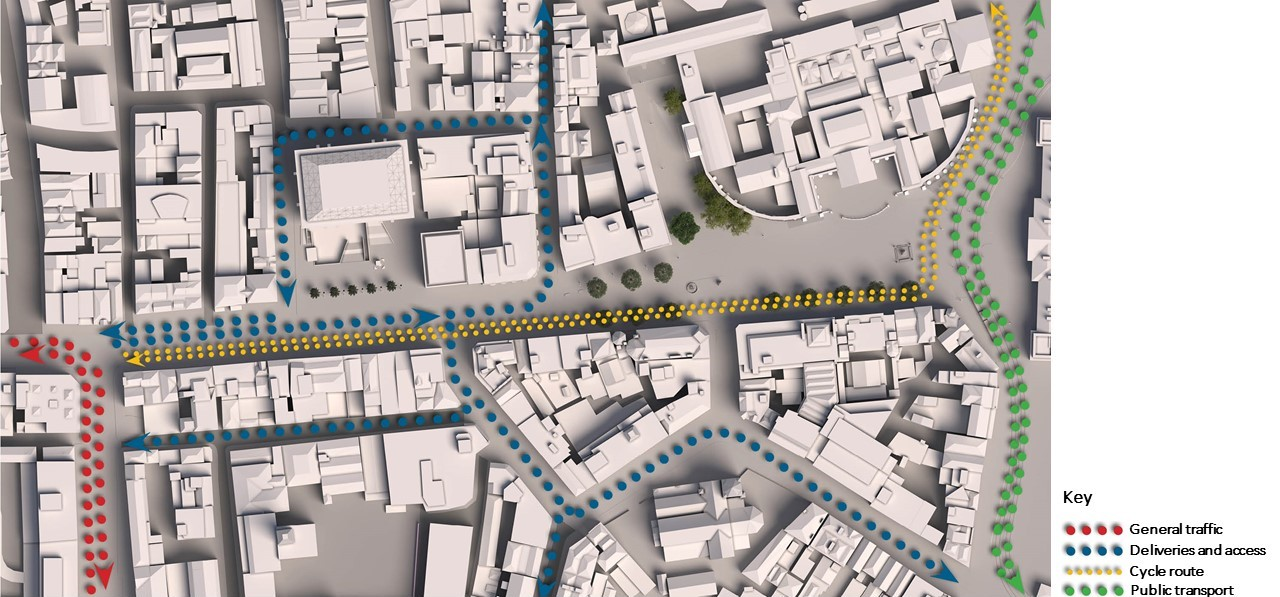 Key
General traffic
Deliveries and access
Cycle route
Public transport